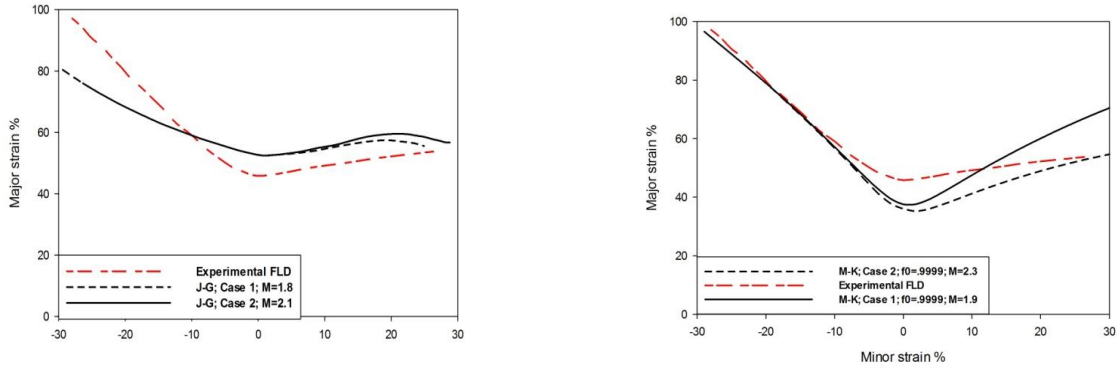 100
80
60
40
20
0
Major strain %
Experimental FLD
J-G; Case 1; M=1.8
J-G; Case 2; M=2.1
-30 -20 -10 0 10 20 30
100
80
60
40
20
0
Major strain %
M-K; Case 2; f0=.9999; M=2.3
Experimental FLD
M-K; Case 1; f0=.9999; M=1.9
-30 -20 -10 0 10 20 30
Minor strain %